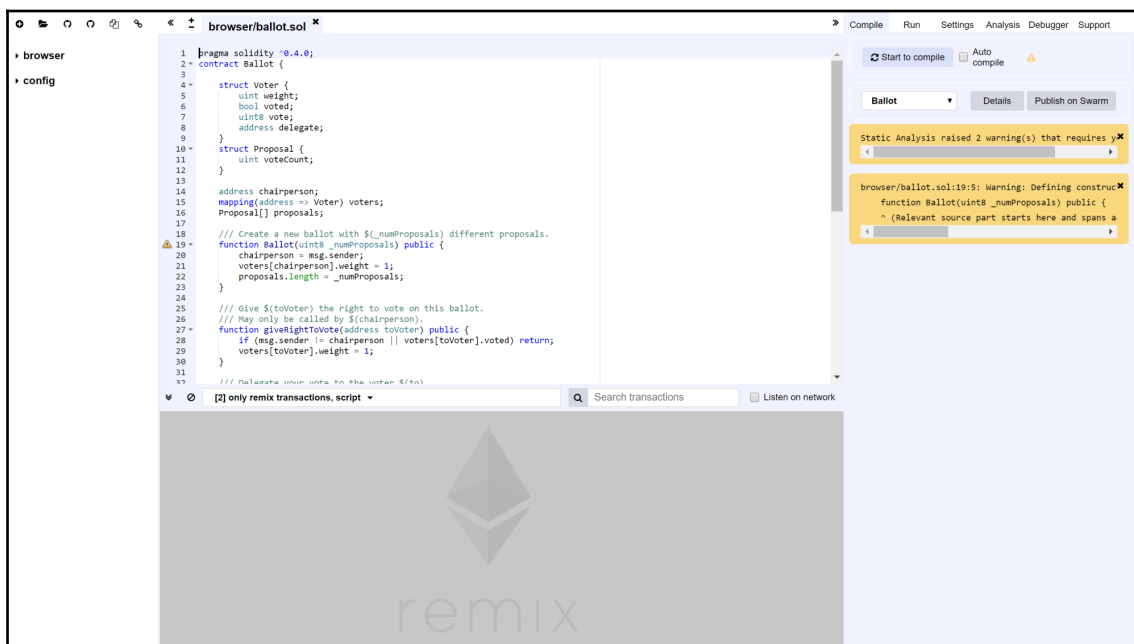 browser/ballot.sol
Compile Run Settings Analysis Debugger Support
browser
config
1 pragma solidity ^0.4.0;
2 contract Ballot {
3
4 struct Voter {
5 uint weight;
6 bool voted;
7 uint8 vote;
8 address delegate;
9 }
10 struct Proposal {
11 uint voteCount;
12 }
13
14 address chairperson;
15 mapping(address => Voter) voters;
16 Proposal[] proposals;
17
18 /// Create a new ballot with $(_numProposals) different proposals.
19 function Ballot(uint8 _numProposals) public {
20 chairperson = msg.sender;
21 voters[chairperson].weight = 1;
22 proposals.length = _numProposals;
23 }
24
25 /// Give $(toVoter) the right to vote on this ballot.
26 /// May only be called by $(chairperson).
27 function giveRightToVote(address toVoter) public {
28 if (msg.sender != chairperson || voters[toVoter].voted) return;
29 voters[toVoter].weight = 1;
30 }
31
32 /// Delegate your vote to the voter $(to)
Start to compile
Auto compile
Ballot
Details
Publish on Swarm
Static Analysis raised 2 warning(s) that requires y
browser/ballot.sol:19:5: Warning: Defining construc
function Ballot(uint8 _numProposals) public {
^ (Relevant source part starts here and spans a
[2] only remix transactions, script
Search transactions
Listen on network
remix